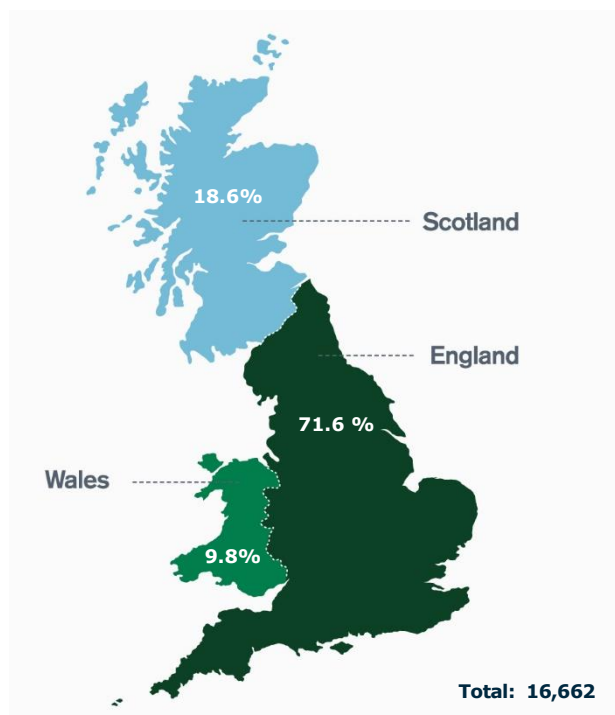 18.6%
Scotland
England
71.6 %
Wales
9.8%
Total: 16,662